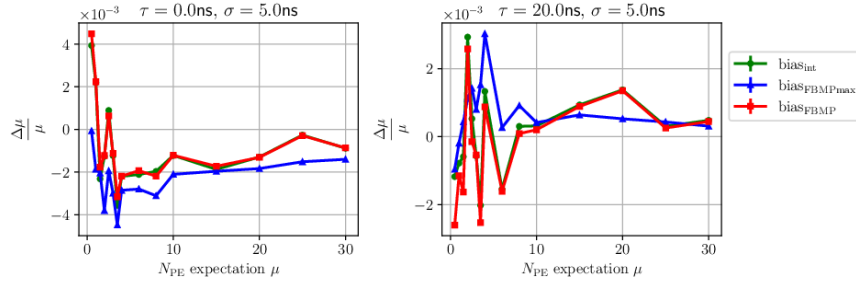 ×10⁻³
τ = 0.0ns, σ = 5.0ns
4
2
0
−2
−4
Δμ/μ
0
10
20
30
N_PE expectation μ
×10⁻³
τ = 20.0ns, σ = 5.0ns
2
0
−2
Δμ/μ
0
10
20
30
N_PE expectation μ
bias_int
bias_FBMPmax
bias_FBMP